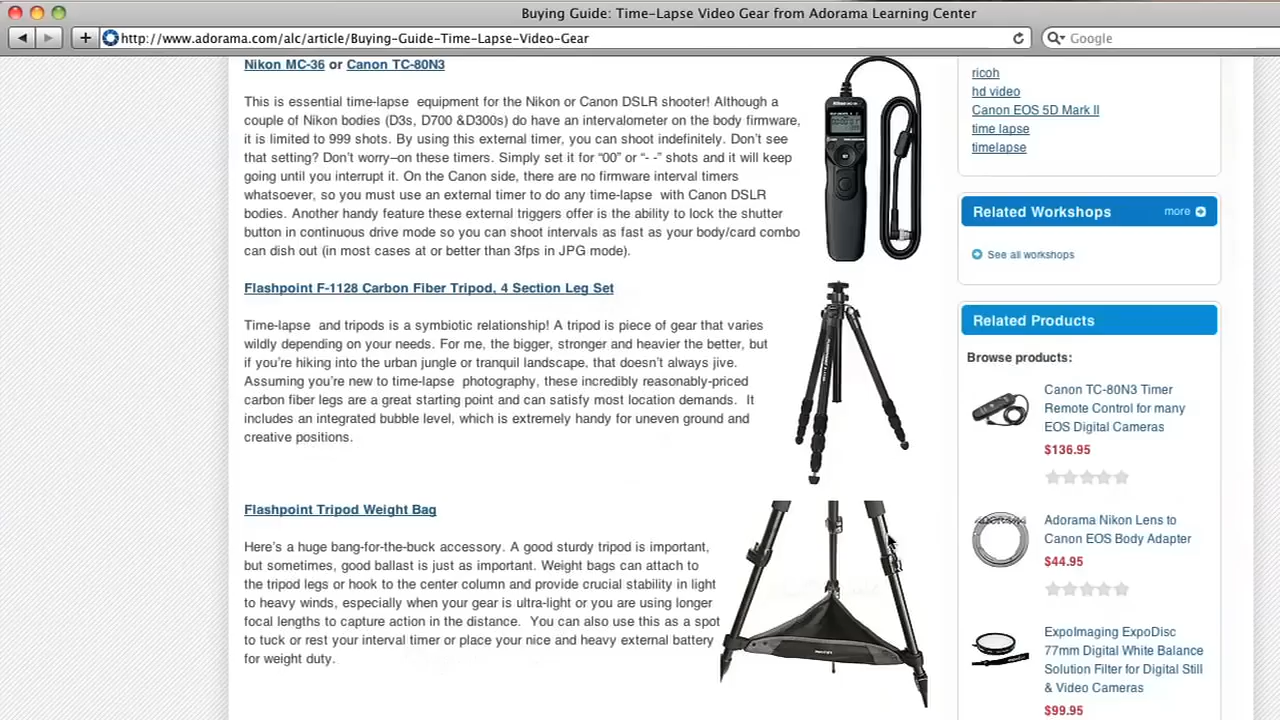 Buying Guide: Time-Lapse Video Gear from Adorama Learning Center
http://www.adorama.com/alc/article/Buying-Guide-Time-Lapse-Video-Gear
Google
Nikon MC-36 or Canon TC-80N3
This is essential time-lapse equipment for the Nikon or Canon DSLR shooter! Although a
couple of Nikon bodies (D3s, D700 &D300s) do have an intervalometer on the body firmware,
it is limited to 999 shots. By using this external timer, you can shoot indefinitely. Don't see
that setting? Don't worry–on these timers. Simply set it for “00” or “- -” shots and it will keep
going until you interrupt it. On the Canon side, there are no firmware interval timers
whatsoever, so you must use an external timer to do any time-lapse with Canon DSLR
bodies. Another handy feature these external triggers offer is the ability to lock the shutter
button in continuous drive mode so you can shoot intervals as fast as your body/card combo
can dish out (in most cases at or better than 3fps in JPG mode).
Flashpoint F-1128 Carbon Fiber Tripod, 4 Section Leg Set
Time-lapse and tripods is a symbiotic relationship! A tripod is piece of gear that varies
wildly depending on your needs. For me, the bigger, stronger and heavier the better, but
if you're hiking into the urban jungle or tranquil landscape, that doesn't always jive.
Assuming you're new to time-lapse photography, these incredibly reasonably-priced
carbon fiber legs are a great starting point and can satisfy most location demands. It
includes an integrated bubble level, which is extremely handy for uneven ground and
creative positions.
Flashpoint Tripod Weight Bag
Here's a huge bang-for-the-buck accessory. A good sturdy tripod is important,
but sometimes, good ballast is just as important. Weight bags can attach to
the tripod legs or hook to the center column and provide crucial stability in light
to heavy winds, especially when your gear is ultra-light or you are using longer
focal lengths to capture action in the distance. You can also use this as a spot
to tuck or rest your interval timer or place your nice and heavy external battery
for weight duty.
ricoh
hd video
Canon EOS 5D Mark II
time lapse
timelapse
Related Workshops
more
See all workshops
Related Products
Browse products:
Canon TC-80N3 Timer
Remote Control for many
EOS Digital Cameras
$136.95
ADORAMA
Adorama Nikon Lens to
Canon EOS Body Adapter
$44.95
ExpoImaging ExpoDisc
77mm Digital White Balance
Solution Filter for Digital Still
& Video Cameras
$99.95